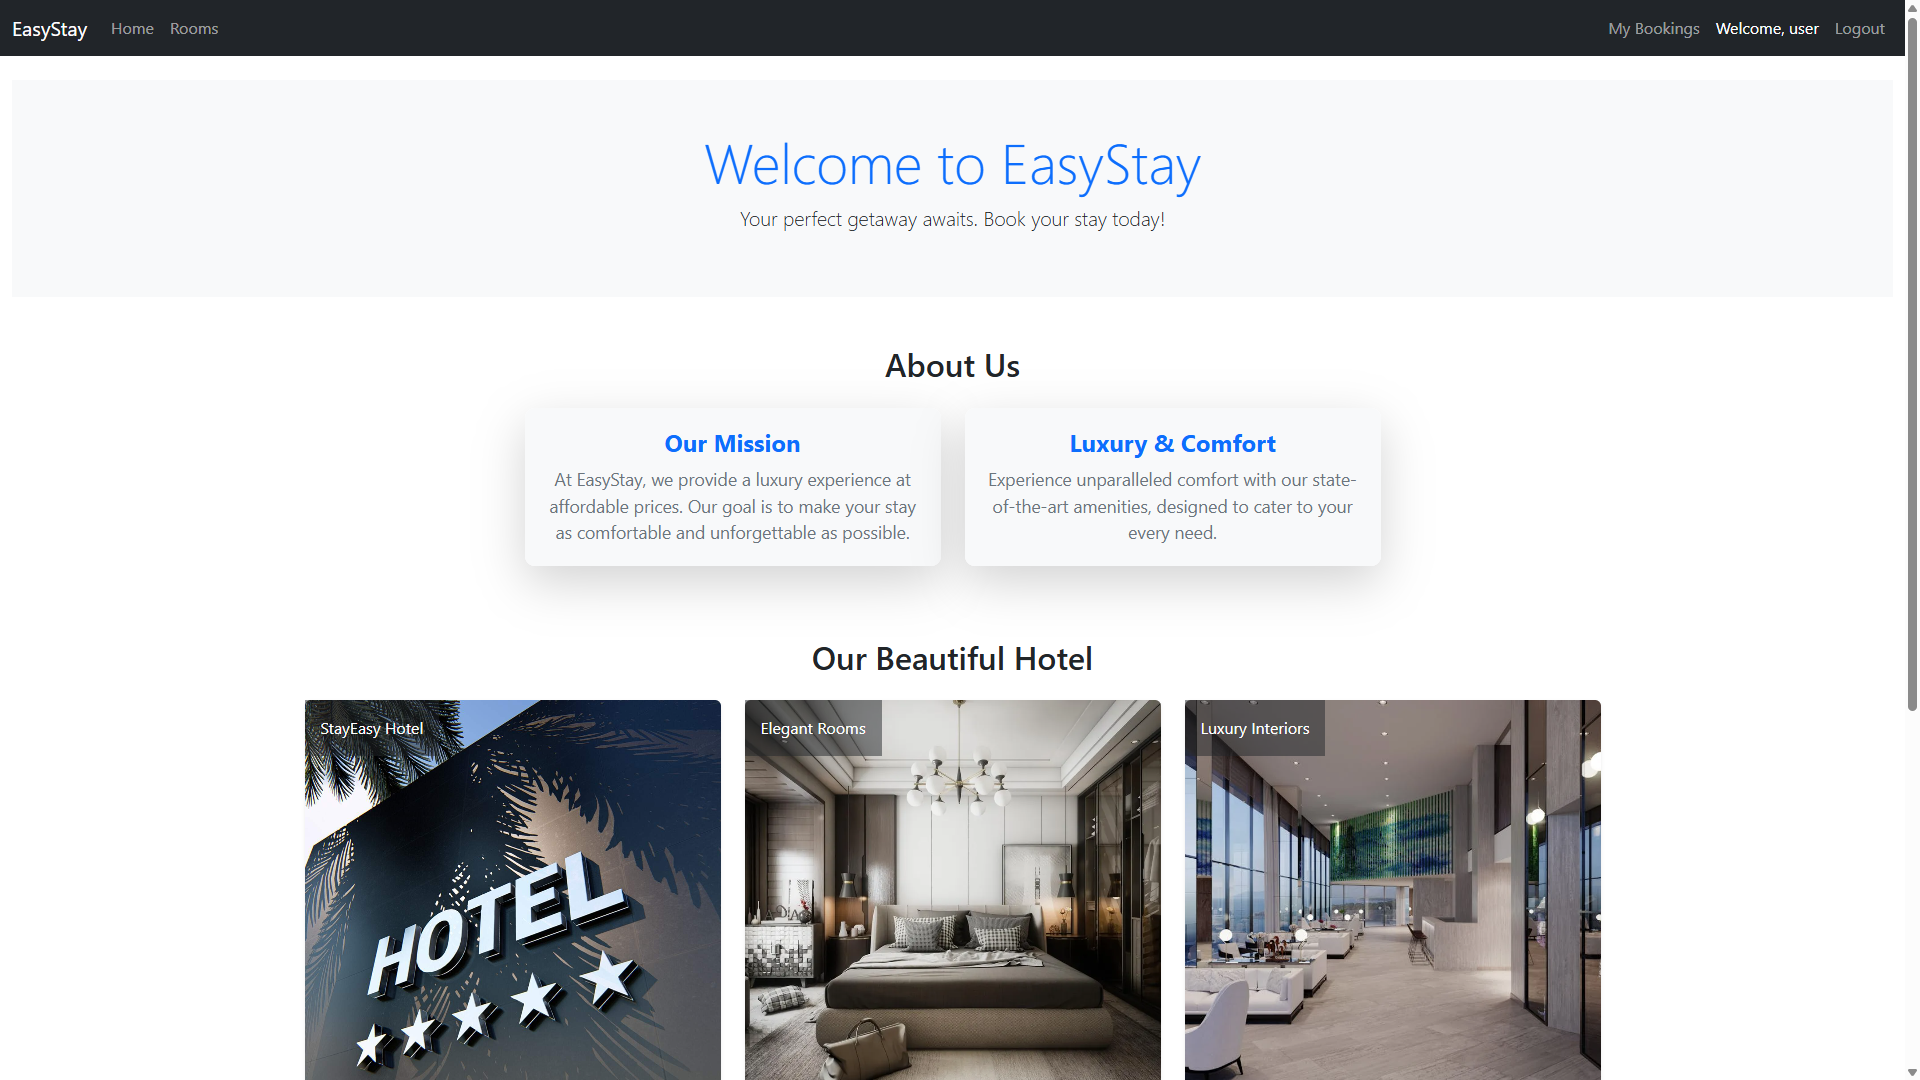 EasyStay Home Rooms My Bookings Welcome, user Logout
Welcome to EasyStay
Your perfect getaway awaits. Book your stay today!
About Us
Our Mission
At EasyStay, we provide a luxury experience at
affordable prices. Our goal is to make your stay
as comfortable and unforgettable as possible.
Luxury & Comfort
Experience unparalleled comfort with our state-
of-the-art amenities, designed to cater to your
every need.
Our Beautiful Hotel
StayEasy Hotel
HOTEL
Elegant Rooms
Luxury Interiors